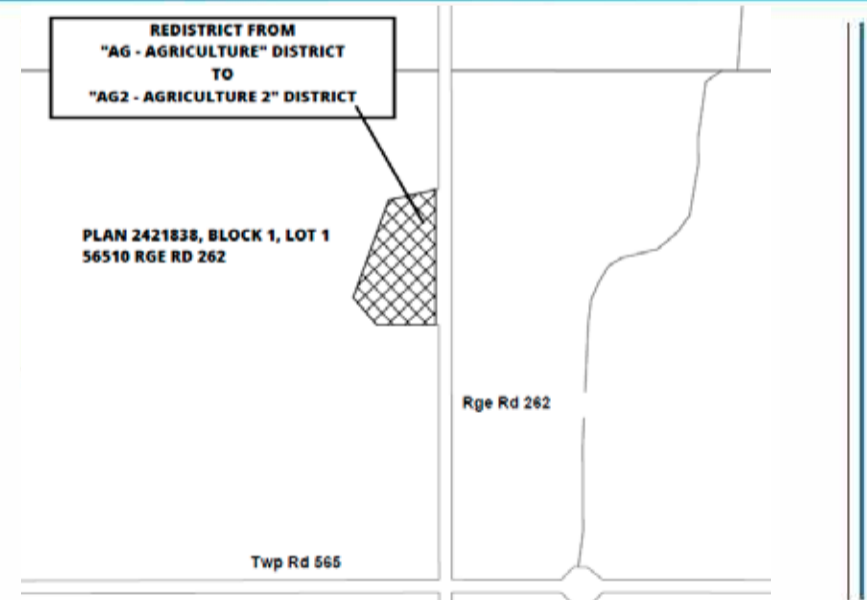 REDISTRICT FROM
"AG - AGRICULTURE" DISTRICT
TO
"AG2 - AGRICULTURE 2" DISTRICT
PLAN 2421838, BLOCK 1, LOT 1
56510 RGE RD 262
Rge Rd 262
Twp Rd 565